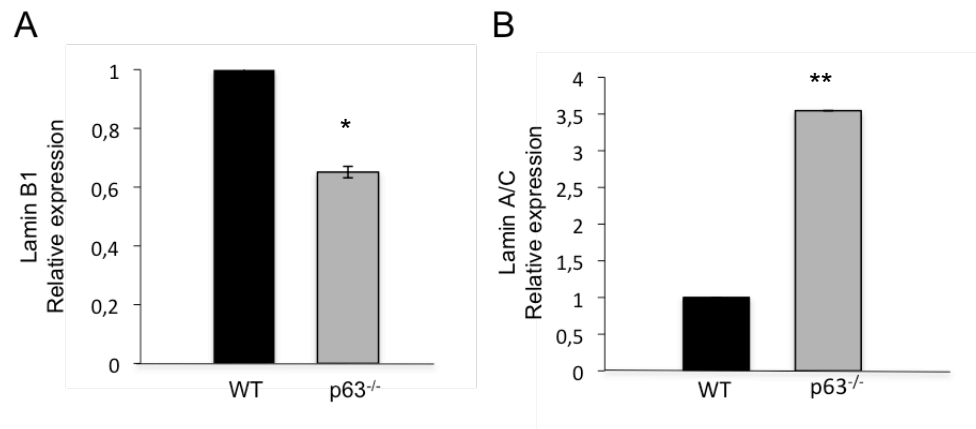 A
Lamin B1
Relative expression
1
0,8
0,6
0,4
0,2
0
*
WT
p63-/-
B
Lamin A/C
Relative expression
4
3,5
3
2,5
2
1,5
1
0,5
0
**
WT
p63-/-